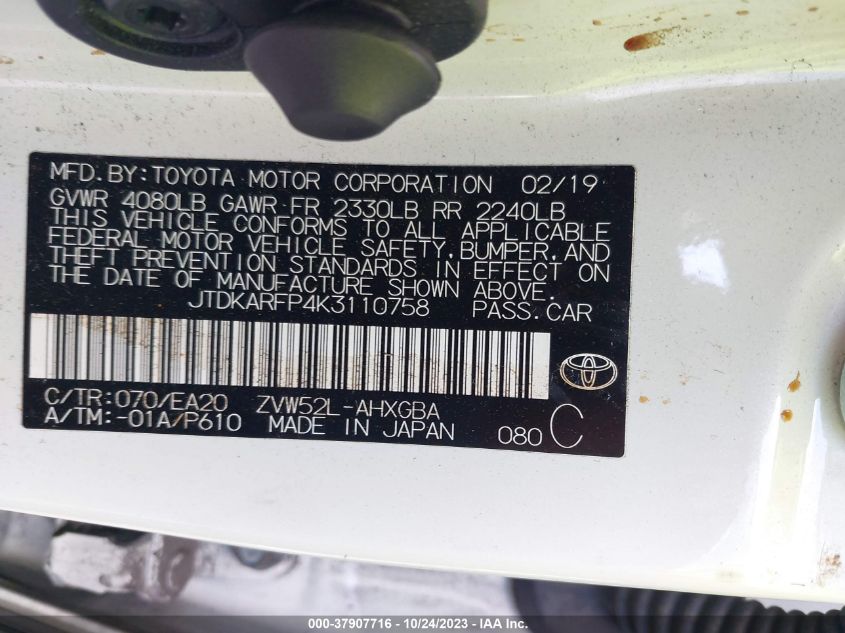 MFD. BY: TOYOTA MOTOR CORPORATION 02/19
GVWR 4080LB GAWR FR 2330LB RR 2240LB
THIS VEHICLE CONFORMS TO ALL APPLICABLE
FEDERAL MOTOR VEHICLE SAFETY, BUMPER, AND
THEFT PREVENTION STANDARDS IN EFFECT ON
THE DATE OF MANUFACTURE SHOWN ABOVE.
JTDKARFP4K3110758 PASS. CAR
C/TR:070/EA20 ZVW52L-AHXGBA
A/TM:-01A/P610 MADE IN JAPAN 080 C
000-37907716 - 10/24/2023 - IAA Inc.